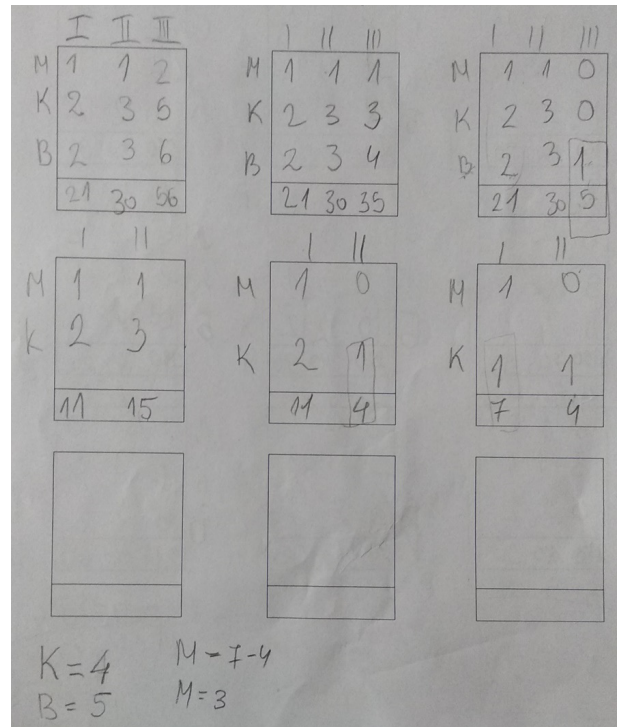 I II III I II III I II III
M 1 1 2 M 1 1 1 M 1 1 0
K 2 3 5 K 2 3 3 K 2 3 0
B 2 3 6 B 2 3 4 B 2 3 1
21 30 56 21 30 35 21 30 5
I II I II I II
M 1 1 M 1 0 M 1 0
K 2 3 K 2 1 K 1 1
11 15 11 4 7 4
K=4 M=7-4
B=5 M=3